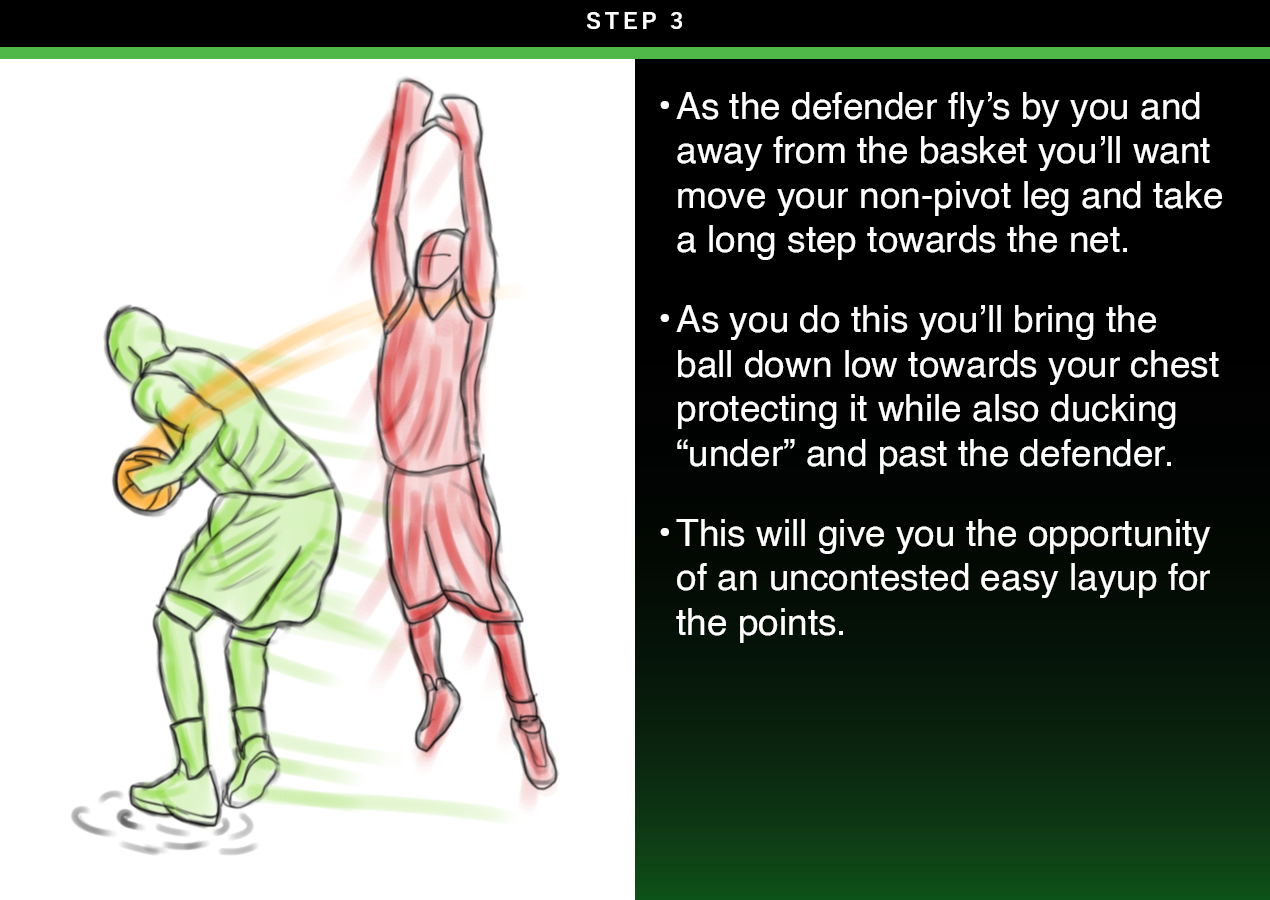 STEP 3
• As the defender fly’s by you and
away from the basket you’ll want
move your non-pivot leg and take
a long step towards the net.
• As you do this you’ll bring the
ball down low towards your chest
protecting it while also ducking
“under” and past the defender.
• This will give you the opportunity
of an uncontested easy layup for
the points.